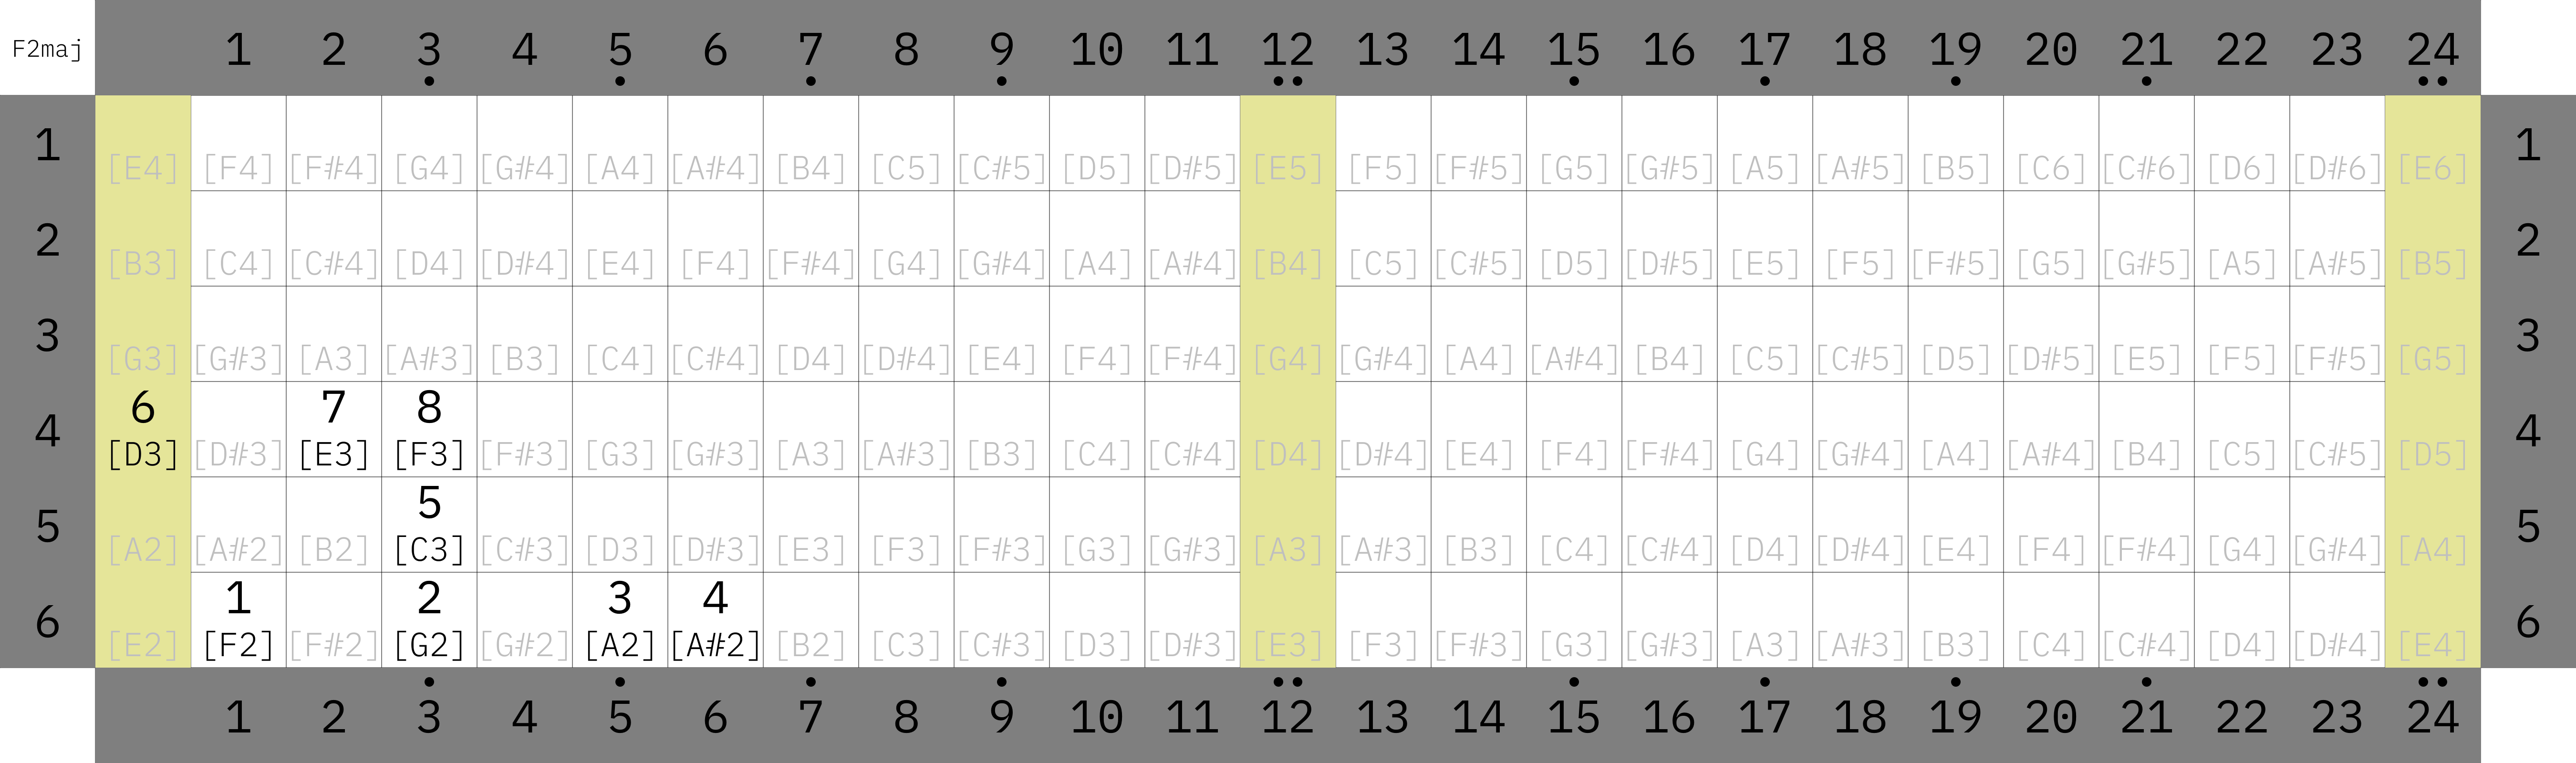 F2maj 1 2 3 4 5 6 7 8 9 10 11 12 13 14 15 16 17 18 19 20 21 22 23 24
1 [E4] [F4] [F#4] [G4] [G#4] [A4] [A#4] [B4] [C5] [C#5] [D5] [D#5] [E5] [F5] [F#5] [G5] [G#5] [A5] [A#5] [B5] [C6] [C#6] [D6] [D#6] [E6] 1
2 [B3] [C4] [C#4] [D4] [D#4] [E4] [F4] [F#4] [G4] [G#4] [A4] [A#4] [B4] [C5] [C#5] [D5] [D#5] [E5] [F5] [F#5] [G5] [G#5] [A5] [A#5] [B5] 2
3 [G3] [G#3] [A3] [A#3] [B3] [C4] [C#4] [D4] [D#4] [E4] [F4] [F#4] [G4] [G#4] [A4] [A#4] [B4] [C5] [C#5] [D5] [D#5] [E5] [F5] [F#5] [G5] 3
6 7 8
4 [D3] [D#3] [E3] [F3] [F#3] [G3] [G#3] [A3] [A#3] [B3] [C4] [C#4] [D4] [D#4] [E4] [F4] [F#4] [G4] [G#4] [A4] [A#4] [B4] [C5] [C#5] [D5] 4
5
5 [A2] [A#2] [B2] [C3] [C#3] [D3] [D#3] [E3] [F3] [F#3] [G3] [G#3] [A3] [A#3] [B3] [C4] [C#4] [D4] [D#4] [E4] [F4] [F#4] [G4] [G#4] [A4] 5
1 2 3 4
6 [E2] [F2] [F#2] [G2] [G#2] [A2] [A#2] [B2] [C3] [C#3] [D3] [D#3] [E3] [F3] [F#3] [G3] [G#3] [A3] [A#3] [B3] [C4] [C#4] [D4] [D#4] [E4] 6
1 2 3 4 5 6 7 8 9 10 11 12 13 14 15 16 17 18 19 20 21 22 23 24